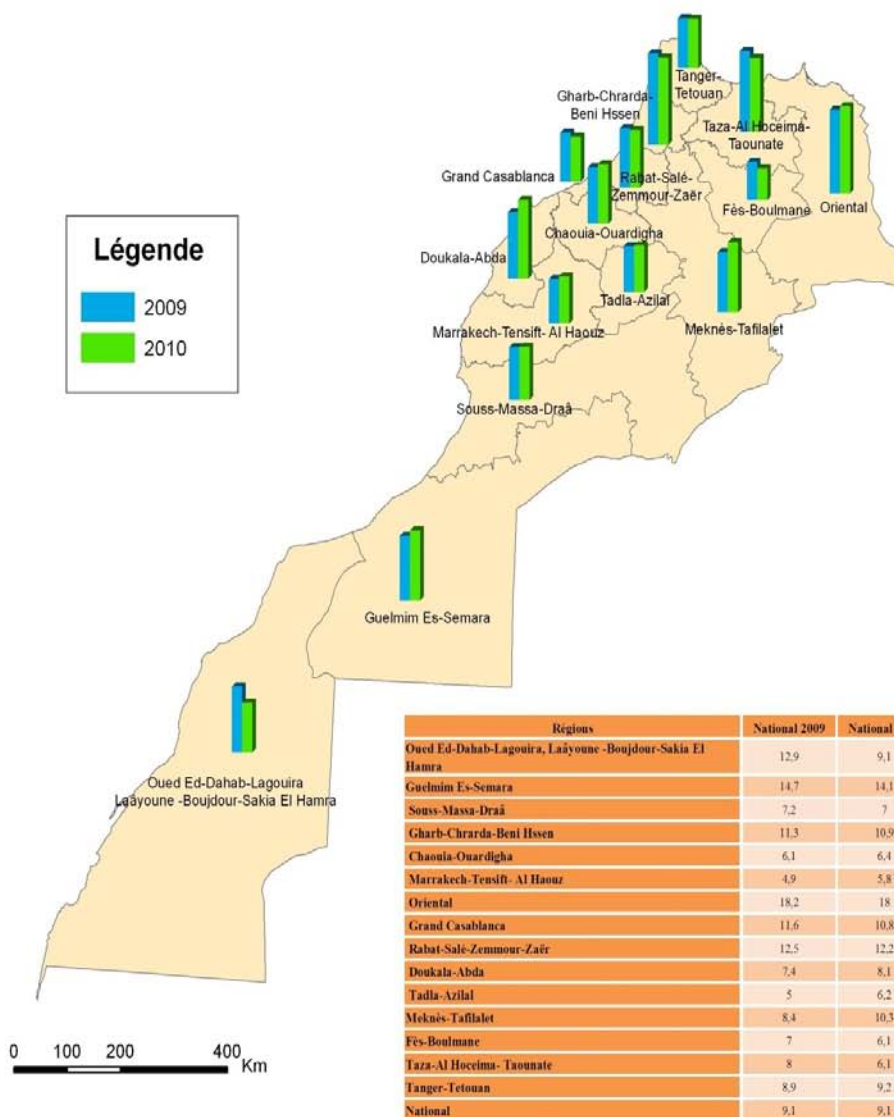 Tanger-
Tetouan
Gharb-Chrarda-
Beni Hssen
Taza-Al Hoceima-
Taounate
Grand Casablanca
Rabat-Salé-
Zemmour-Zaër
Fès-Boulmane
Oriental
Chaouia-Ouardigha
Doukala-Abda
Tadla-Azilal
Marrakech-Tensift- Al Haouz
Meknès-Tafilalet
Souss-Massa-Draâ
Légende
2009
2010
Guelmim Es-Semara
Oued Ed-Dahab-Lagouira
Laâyoune -Boujdour-Sakia El Hamra
0 100 200 400
Km
Régions National 2009 National
Oued Ed-Dahab-Lagouira, Laâyoune -Boujdour-Sakia El
Hamra 12,9 9,1
Guelmim Es-Semara 14,7 14,1
Souss-Massa-Draâ 7,2 7
Gharb-Chrarda-Beni Hssen 11,3 10,9
Chaouia-Ouardigha 6,1 6,4
Marrakech-Tensift- Al Haouz 4,9 5,8
Oriental 18,2 18
Grand Casablanca 11,6 10,8
Rabat-Salé-Zemmour-Zaër 12,5 12,2
Doukala-Abda 7,4 8,1
Tadla-Azilal 5 6,2
Meknès-Tafilalet 8,4 10,3
Fès-Boulmane 7 6,1
Taza-Al Hoceima- Taounate 8 6,1
Tanger-Tetouan 8,9 9,2
National 9,1 9,1